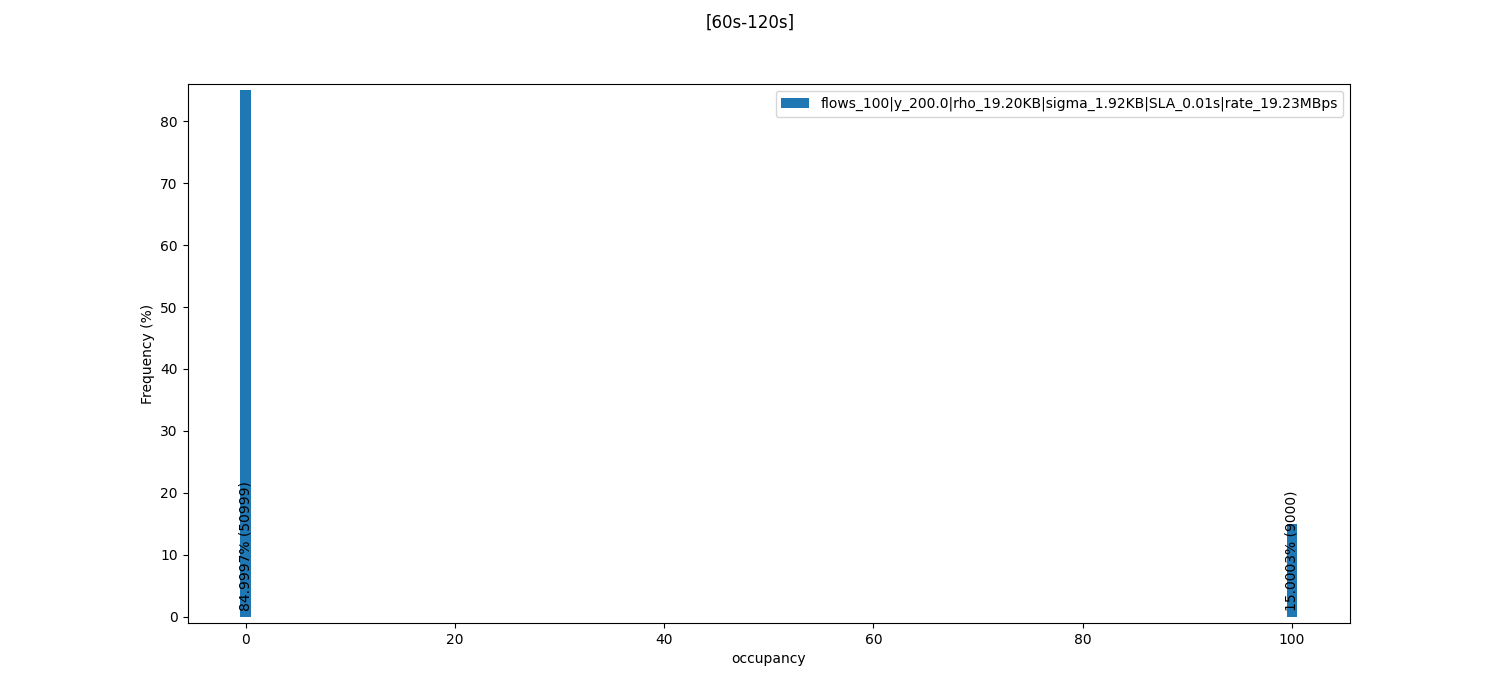 [60s-120s]
flows_100|y_200.0|rho_19.20KB|sigma_1.92KB|SLA_0.01s|rate_19.23MBps
Frequency (%)
80
70
60
50
40
30
20
10
0
84.9997% (50999)
15.0003% (9000)
0 20 40 60 80 100
occupancy